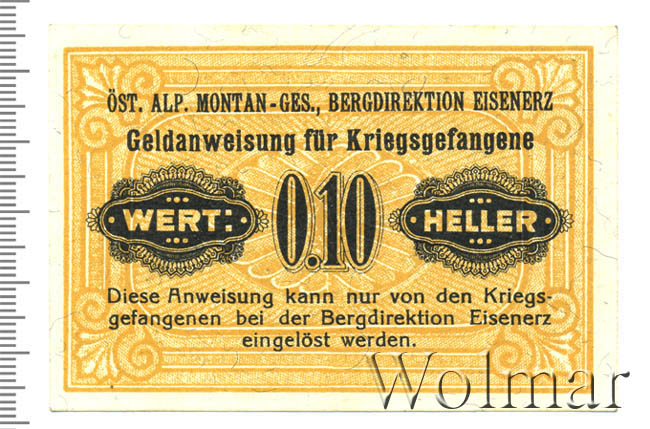 ÖST. ALP. MONTAN-GES., BERGDIREKTION EISENERZ
Geldanweisung für Kriegsgefangene
WERT: 0.10 HELLER
Diese Anweisung kann nur von den Kriegs-
gefangenen bei der Bergdirektion Eisenerz
eingelöst werden.
Wolmar